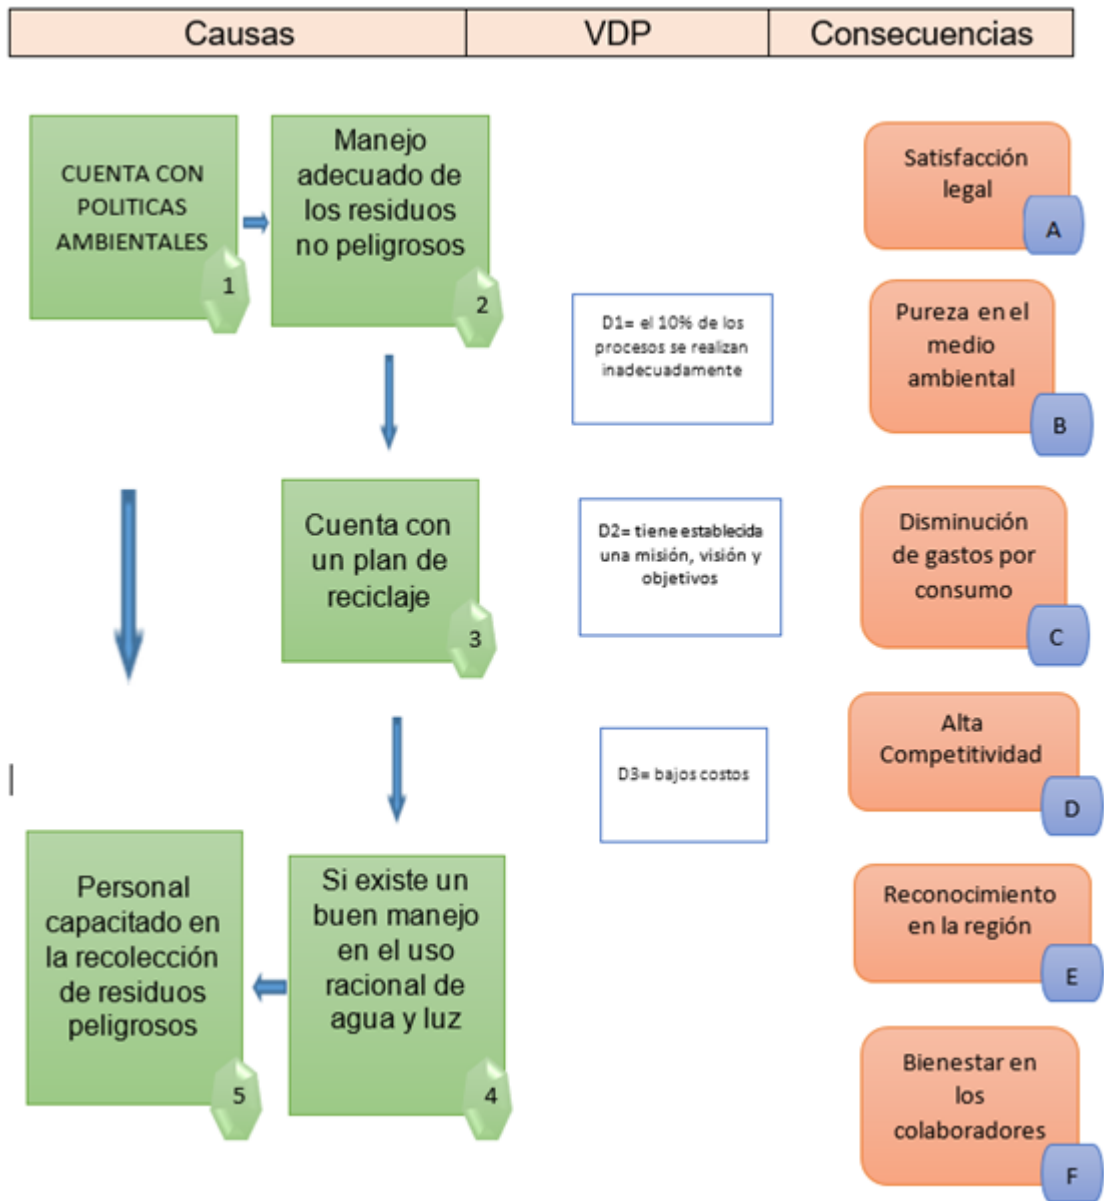 Causas
VDP
Consecuencias
CUENTA CON
POLITICAS
AMBIENTALES
1
Manejo
adecuado de
los residuos
no peligrosos
2
Cuenta con
un plan de
reciclaje
3
Si existe un
buen manejo
en el uso
racional de
agua y luz
4
Personal
capacitado en
la recolección
de residuos
peligrosos
5
D1= el 10% de los
procesos se realizan
inadecuadamente
D2= tiene establecida
una misión, visión y
objetivos
D3= bajos costos
Satisfacción
legal
A
Pureza en el
medio
ambiental
B
Disminución
de gastos por
consumo
C
Alta
Competitividad
D
Reconocimiento
en la región
E
Bienestar en
los
colaboradores
F